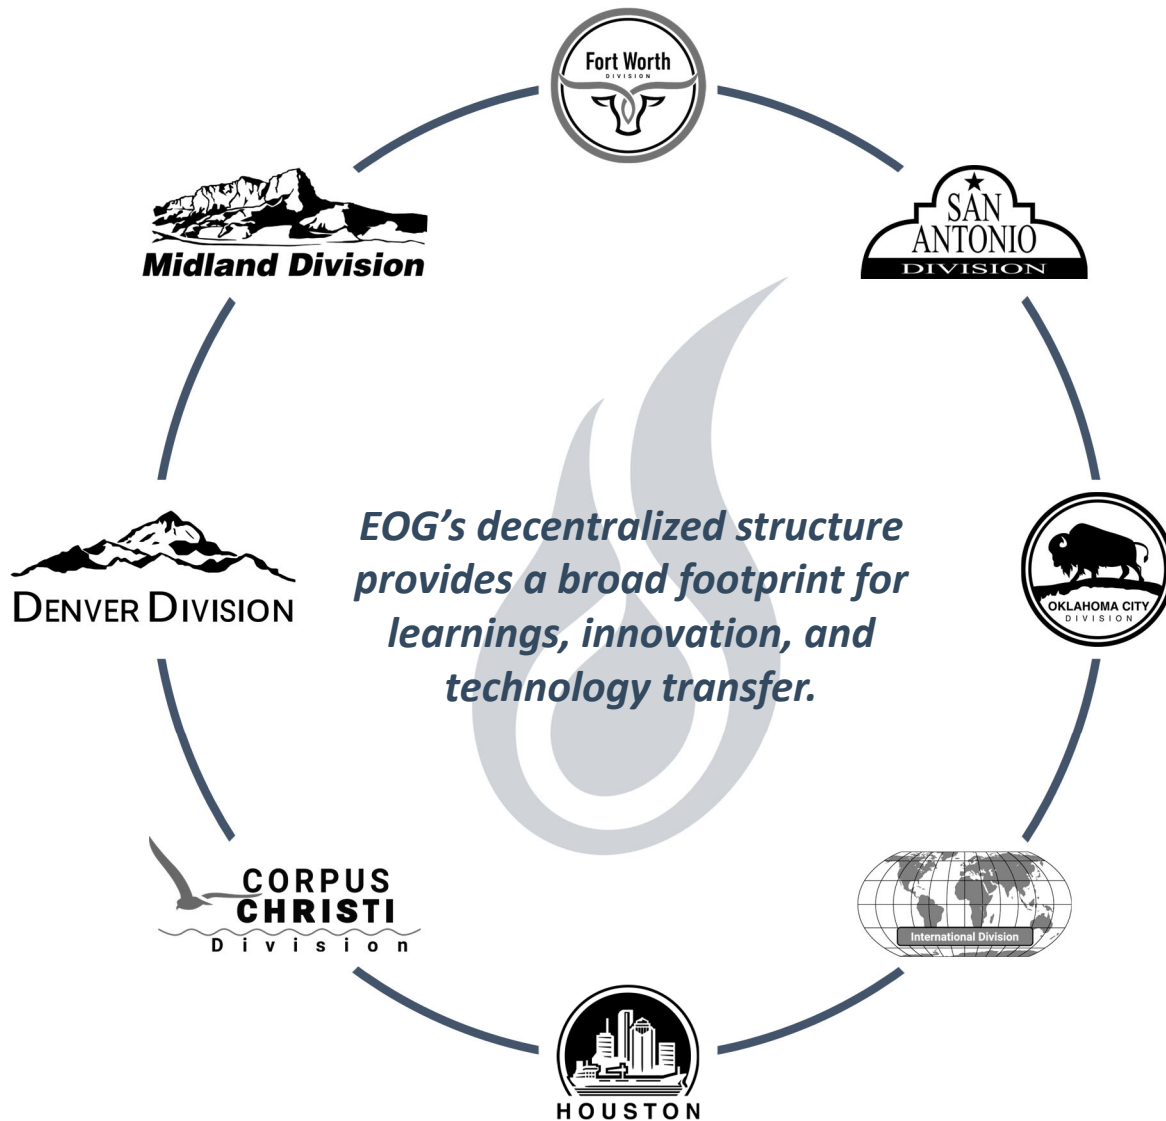 Fort Worth
DIVISION
SAN
ANTONIO
DIVISION
Midland Division
EOG’s decentralized structure
provides a broad footprint for
learnings, innovation, and
technology transfer.
OKLAHOMA CITY
DIVISION
DENVER DIVISION
CORPUS
CHRISTI
Division
International Division
HOUSTON